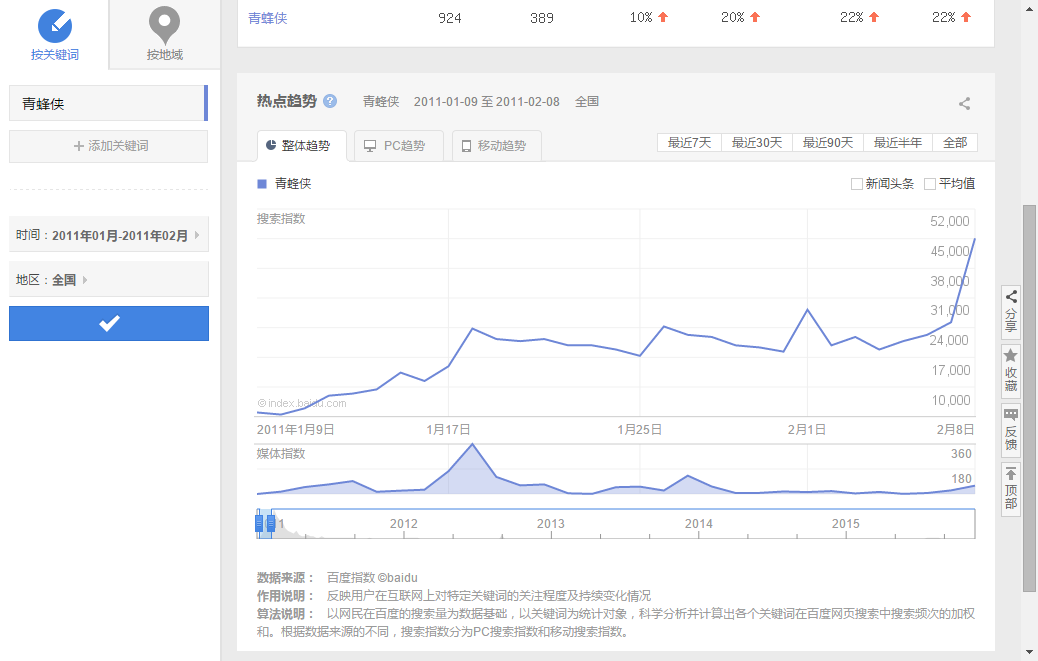 按关键词
按地域
青蜂侠
添加关键词
时间：2011年01月-2011年02月
地区：全国
青蜂侠 924 389 10% 20% 22% 22%
热点趋势 ? 青蜂侠 2011-01-09 至 2011-02-08 全国
整体趋势 PC趋势 移动趋势
最近7天 最近30天 最近90天 最近半年 全部
青蜂侠
新闻头条 平均值
搜索指数
52,000
45,000
38,000
31,000
24,000
17,000
10,000
©index.baidu.com
2011年1月9日 1月17日 1月25日 2月1日 2月8日
媒体指数
360
180
1 2012 2013 2014 2015
数据来源： 百度指数 ©baidu
作用说明： 反映用户在互联网上对特定关键词的关注程度及持续变化情况
算法说明： 以网民在百度的搜索量为数据基础，以关键词为统计对象，科学分析并计算出各个关键词在百度网页搜索中搜索频次的加权
和。根据数据来源的不同，搜索指数分为PC搜索指数和移动搜索指数。
分享
收藏
反馈
顶部